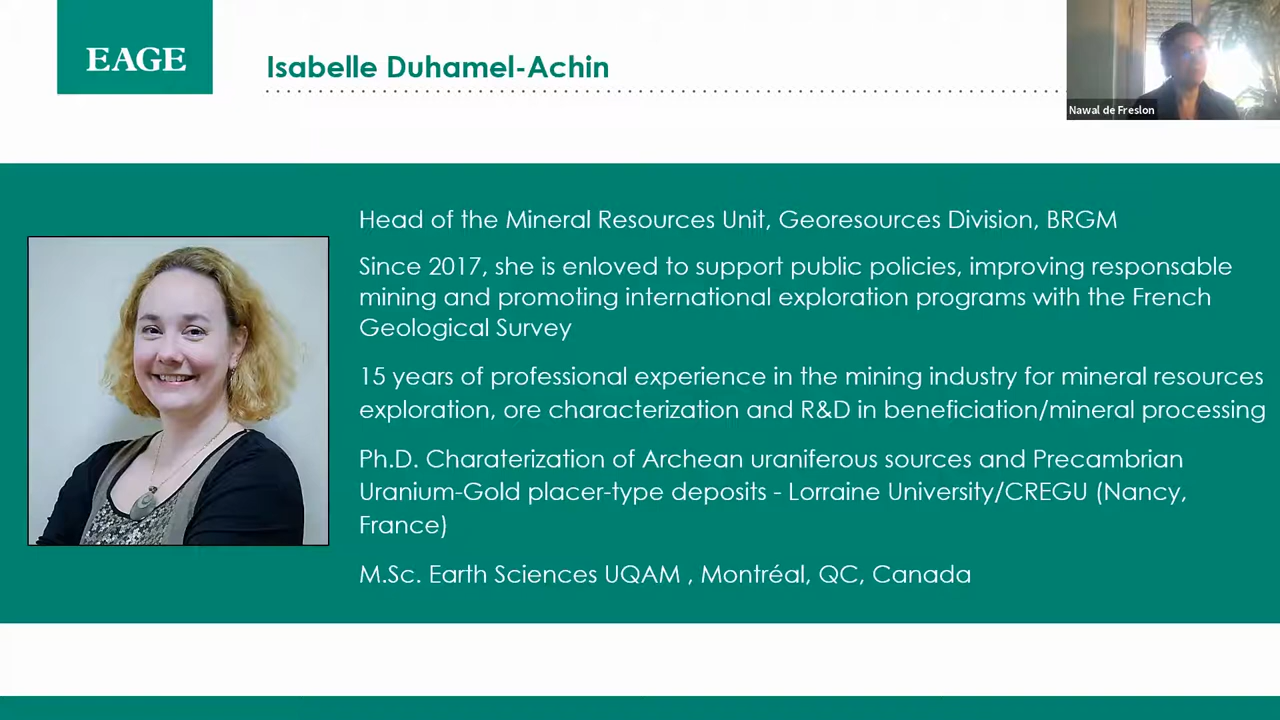 EAGE
Isabelle Duhamel-Achin
Nawal de Freslon
Head of the Mineral Resources Unit, Georesources Division, BRGM
Since 2017, she is enloved to support public policies, improving responsable
mining and promoting international exploration programs with the French
Geological Survey
15 years of professional experience in the mining industry for mineral resources
exploration, ore characterization and R&D in beneficiation/mineral processing
Ph.D. Charaterization of Archean uraniferous sources and Precambrian
Uranium-Gold placer-type deposits - Lorraine University/CREGU (Nancy,
France)
M.Sc. Earth Sciences UQAM , Montréal, QC, Canada